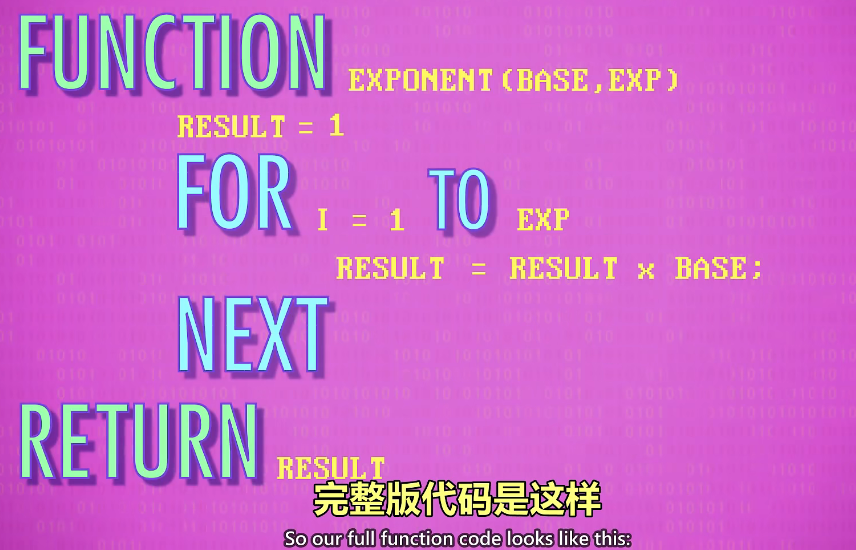 FUNCTION EXPONENT(BASE,EXP)
RESULT = 1
FOR I = 1 TO EXP
RESULT = RESULT x BASE;
NEXT
RETURN RESULT
完整版代码是这样
So our full function code looks like this: